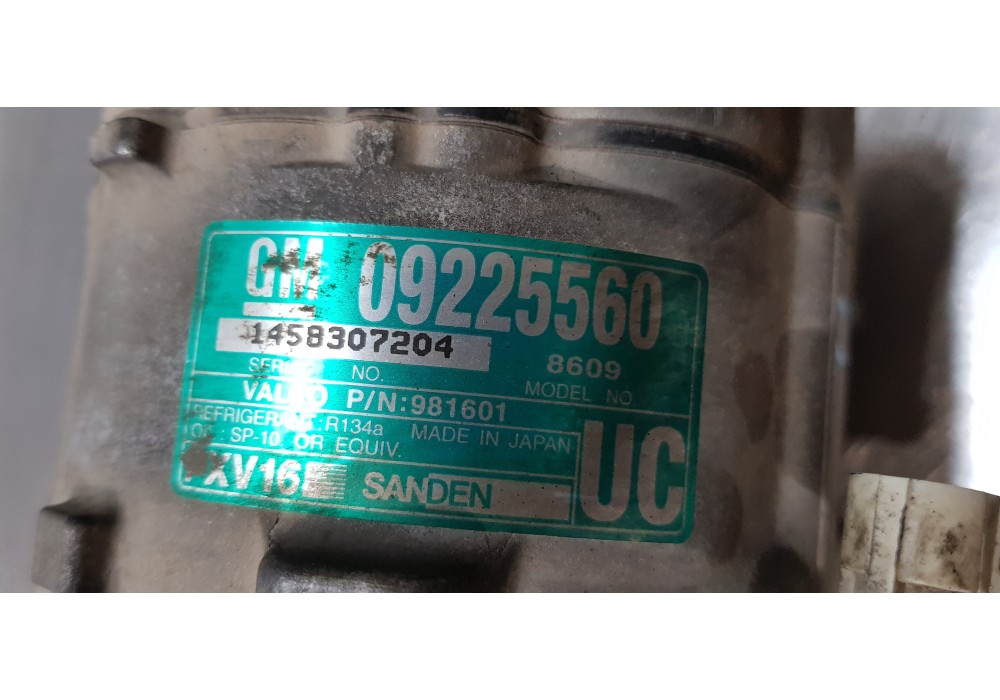 GM 09225560
1458307204 8609
NO. MODEL NO
P/N:981601
R134a MADE IN JAPAN
SP-10 OR EQUIV.
XV16 SANDEN UC